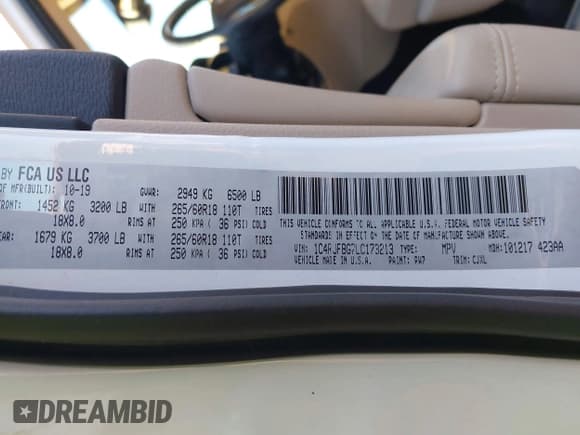 BY FCA US LLC
OF MFR(BUILT): 10-19 GVWR: 2949 KG 6500 LB
FRONT: 1452 KG 3200 LB 265/60R18 110T TIRES
18X8.0 RIMS AT 250 KPA ( 36 PSI ) COLD
EAR: 1679 KG 3700 LB 265/60R18 110T TIRES
18X8.0 RIMS AT 250 KPA ( 36 PSI ) COLD
THIS VEHICLE CONFORMS TO ALL APPLICABLE U.S.A. FEDERAL MOTOR VEHICLE SAFETY
STANDARDS IN EFFECT ON THE DATE OF MANUFACTURE SHOWN ABOVE.
VIN: 1C4RJFBG7LC173213 MPV MDH: 101217 423AA
VEHICLE MADE IN U.S.A. PAINT: PW7 TRIM: CJXL
DREAMBID